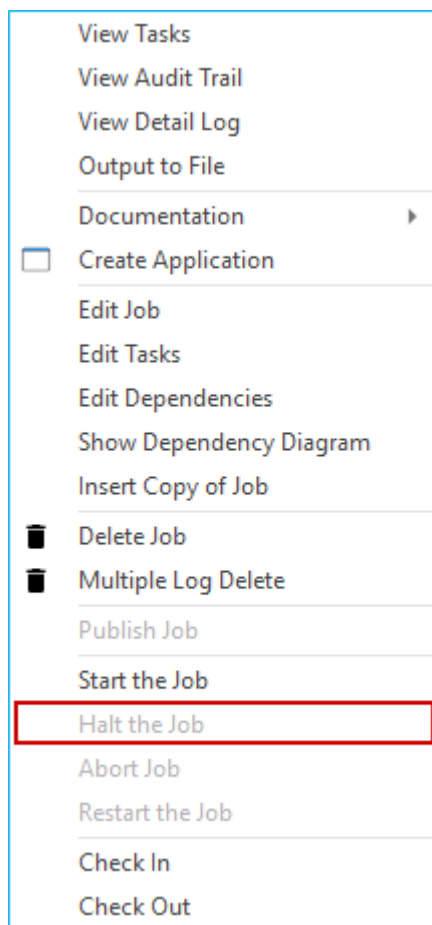 View Tasks
View Audit Trail
View Detail Log
Output to File
Documentation
Create Application
Edit Job
Edit Tasks
Edit Dependencies
Show Dependency Diagram
Insert Copy of Job
Delete Job
Multiple Log Delete
Publish Job
Start the Job
Halt the Job
Abort Job
Restart the Job
Check In
Check Out